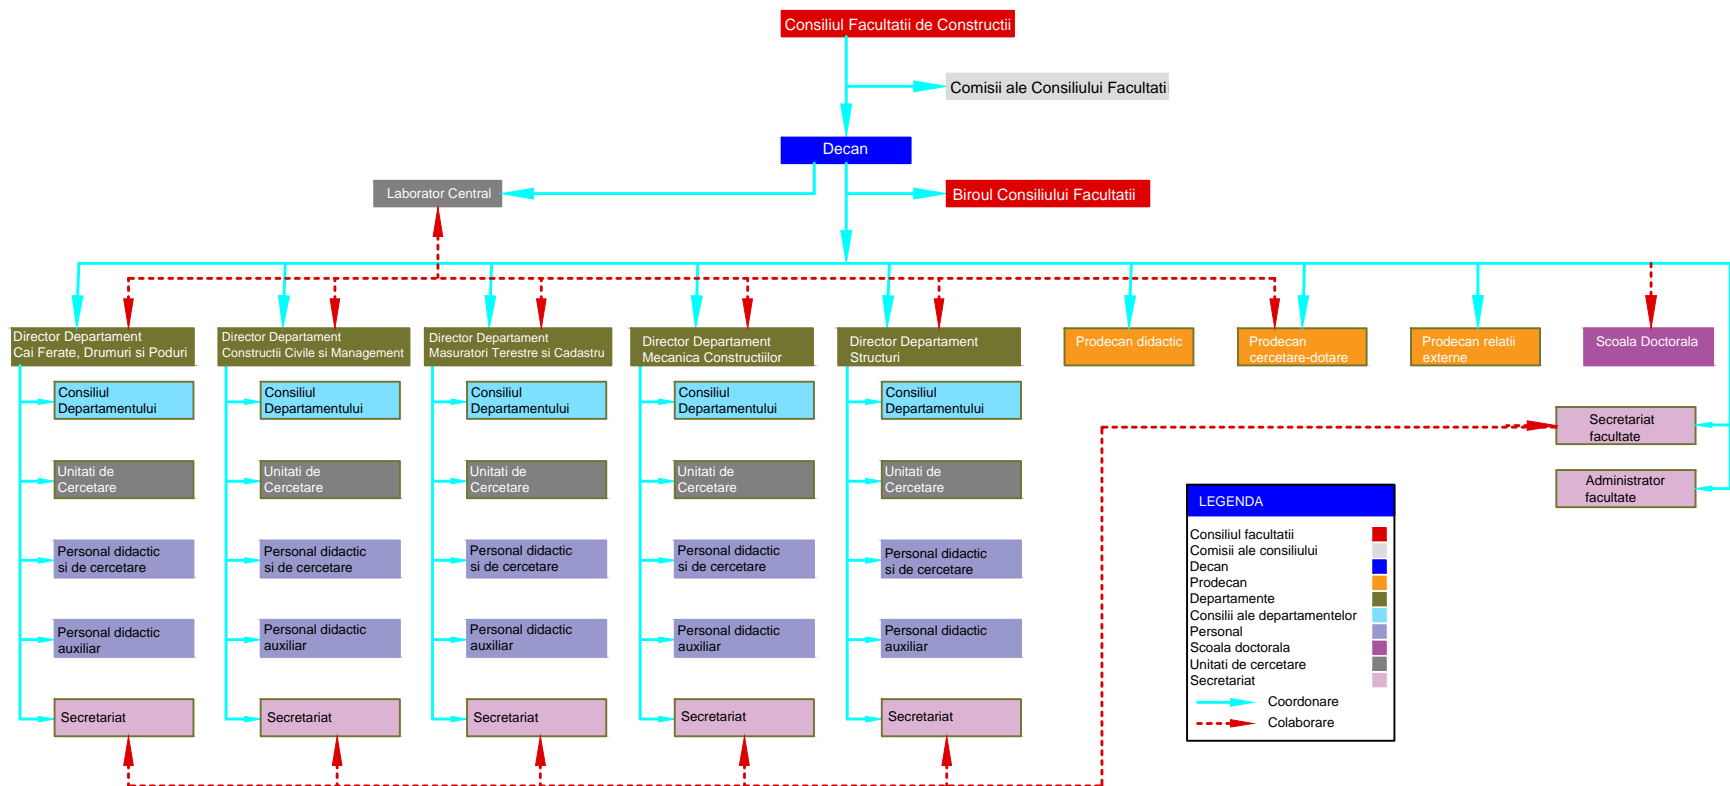 Consiliul Facultatii de Constructii
Comisii ale Consiliului Facultati
Decan
Laborator Central
Biroul Consiliului Facultatii
Director Departament
Cai Ferate, Drumuri si Poduri
Director Departament
Constructii Civile si Management
Director Departament
Masuratori Terestre si Cadastru
Director Departament
Mecanica Constructiilor
Director Departament
Structuri
Prodecan didactic
Prodecan
cercetare-dotare
Prodecan relatii
externe
Scoala Doctorala
Consiliul
Departamentului
Consiliul
Departamentului
Consiliul
Departamentului
Consiliul
Departamentului
Consiliul
Departamentului
Secretariat
facultate
Unitati de
Cercetare
Unitati de
Cercetare
Unitati de
Cercetare
Unitati de
Cercetare
Unitati de
Cercetare
Administrator
facultate
Personal didactic
si de cercetare
Personal didactic
si de cercetare
Personal didactic
si de cercetare
Personal didactic
si de cercetare
Personal didactic
si de cercetare
Personal didactic
auxiliar
Personal didactic
auxiliar
Personal didactic
auxiliar
Personal didactic
auxiliar
Personal didactic
auxiliar
Secretariat
Secretariat
Secretariat
Secretariat
Secretariat
LEGENDA
Consiliul facultatii
Comisii ale consiliului
Decan
Prodecan
Departamente
Consilii ale departamentelor
Personal
Scoala doctorala
Unitati de cercetare
Secretariat
Coordonare
Colaborare